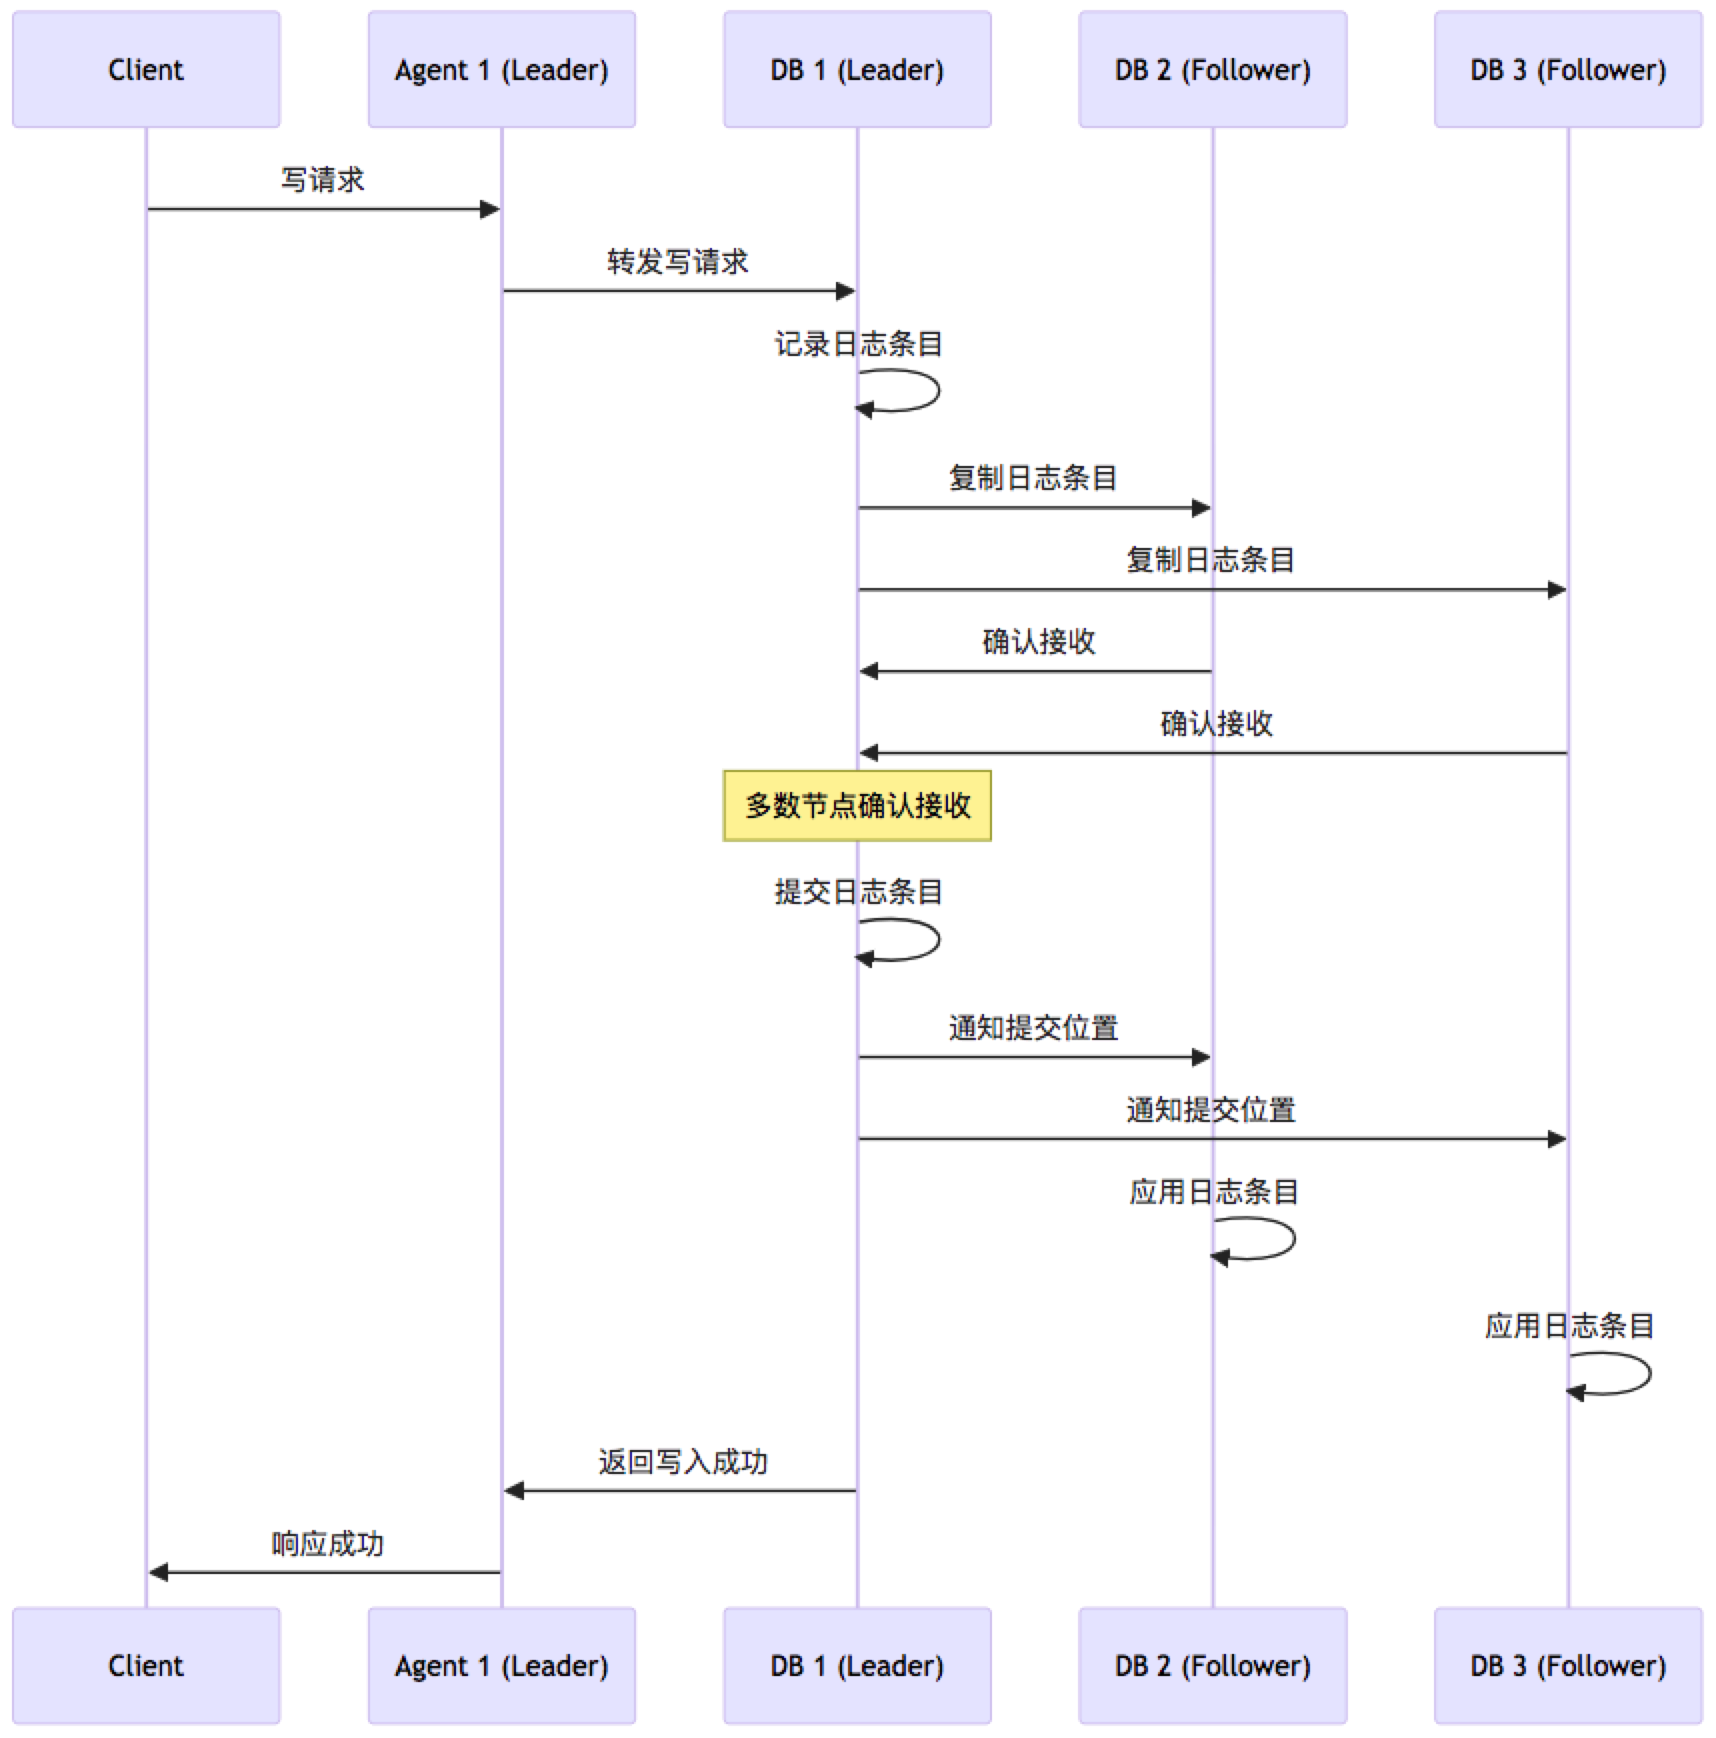 Client
Agent 1 (Leader)
DB 1 (Leader)
DB 2 (Follower)
DB 3 (Follower)
写请求
转发写请求
记录日志条目
复制日志条目
复制日志条目
确认接收
确认接收
多数节点确认接收
提交日志条目
通知提交位置
通知提交位置
应用日志条目
应用日志条目
返回写入成功
响应成功
Client
Agent 1 (Leader)
DB 1 (Leader)
DB 2 (Follower)
DB 3 (Follower)